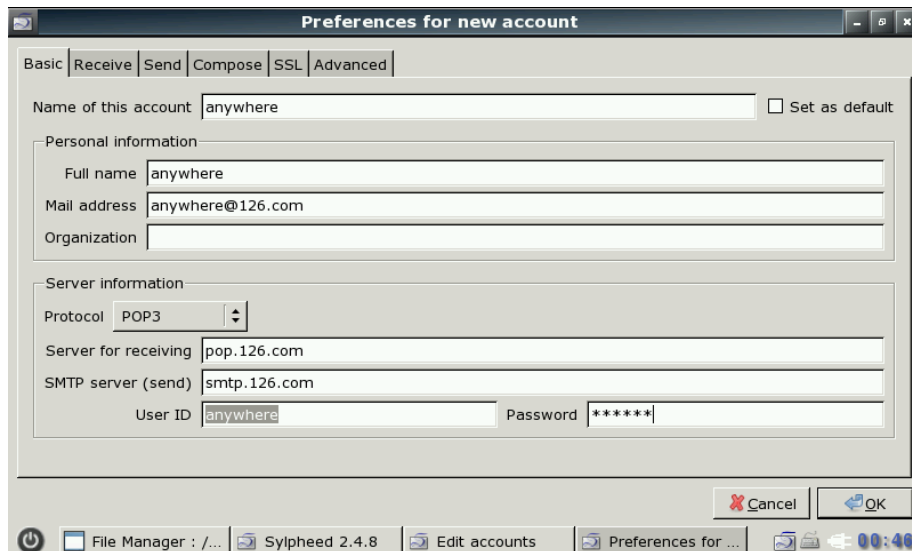 Preferences for new account
Basic Receive Send Compose SSL Advanced
Name of this account anywhere Set as default
Personal information
Full name anywhere
Mail address anywhere@126.com
Organization
Server information
Protocol POP3
Server for receiving pop.126.com
SMTP server (send) smtp.126.com
User ID anywhere Password ******
Cancel OK
File Manager : /... Sylpheed 2.4.8 Edit accounts Preferences for ... 00:46